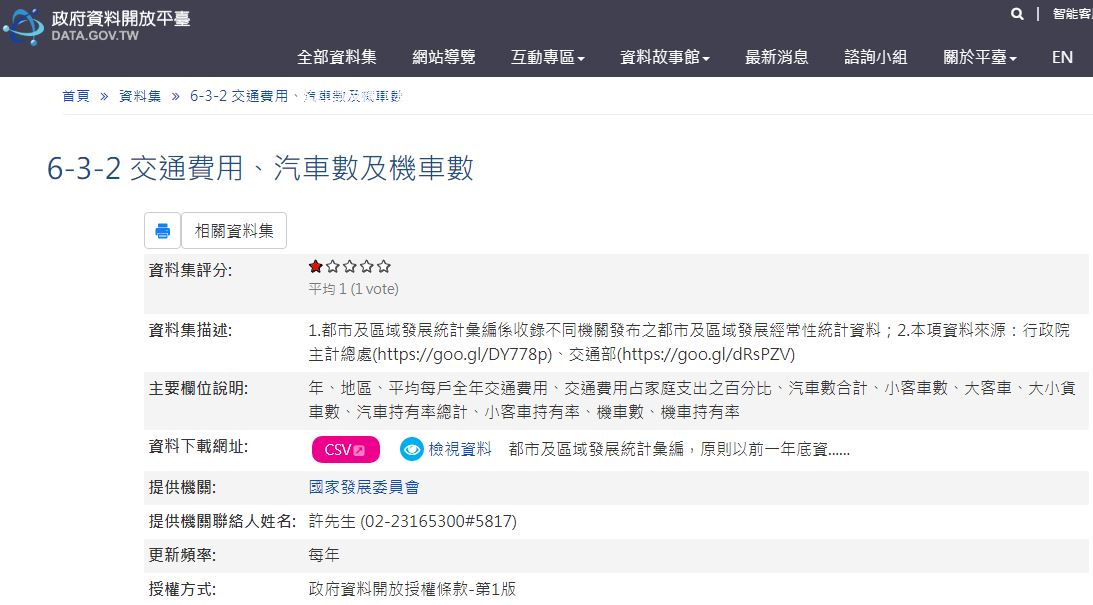 政府資料開放平臺
DATA.GOV.TW
智能客
全部資料集 網站導覽 互動專區 資料故事館 最新消息 諮詢小組 關於平臺 EN
首頁 » 資料集 » 6-3-2 交通費用、汽車數及機車數
6-3-2 交通費用、汽車數及機車數
相關資料集
資料集評分:
平均 1 (1 vote)
資料集描述: 1.都市及區域發展統計彙編係收錄不同機關發布之都市及區域發展經常性統計資料；2.本項資料來源：行政院
主計總處(https://goo.gl/DY778p)、交通部(https://goo.gl/dRsPZV)
主要欄位說明: 年、地區、平均每戶全年交通費用、交通費用占家庭支出之百分比、汽車數合計、小客車數、大客車、大小貨
車數、汽車持有率總計、小客車持有率、機車數、機車持有率
資料下載網址: CSV 檢視資料 都市及區域發展統計彙編，原則以前一年底資......
提供機關: 國家發展委員會
提供機關聯絡人姓名: 許先生 (02-23165300#5817)
更新頻率: 每年
授權方式: 政府資料開放授權條款-第1版